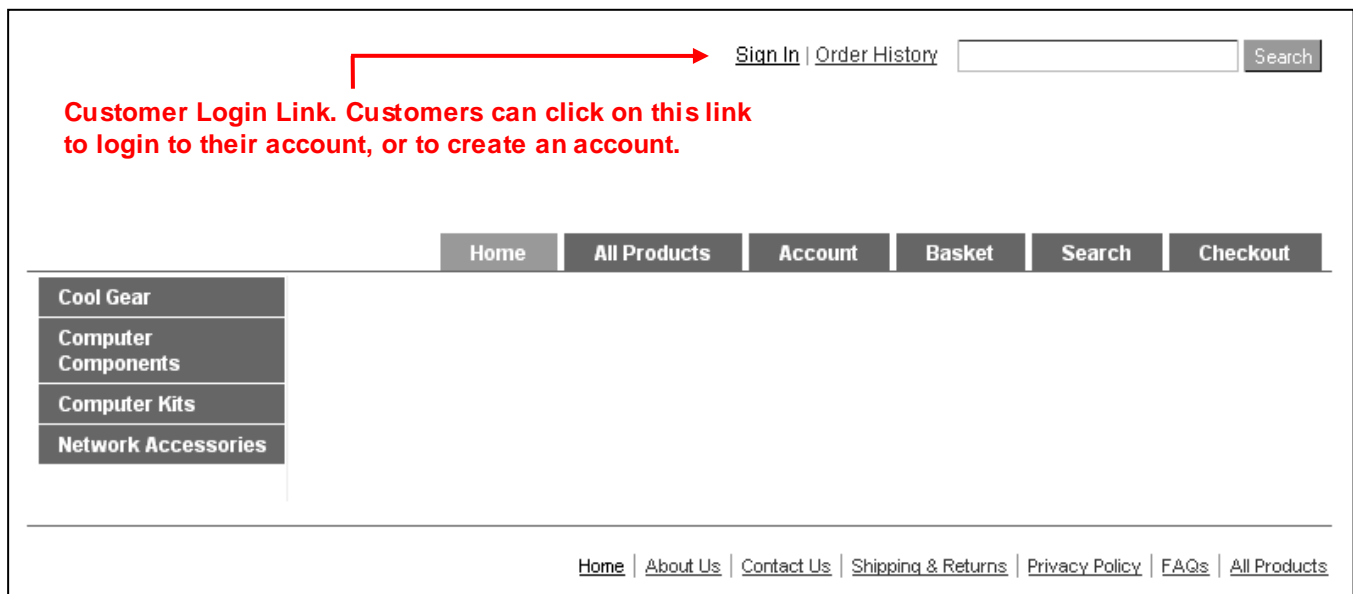 Sign In | Order History
Search
Customer Login Link. Customers can click on this link
to login to their account, or to create an account.
Home All Products Account Basket Search Checkout
Cool Gear
Computer
Components
Computer Kits
Network Accessories
Home | About Us | Contact Us | Shipping & Returns | Privacy Policy | FAQs | All Products